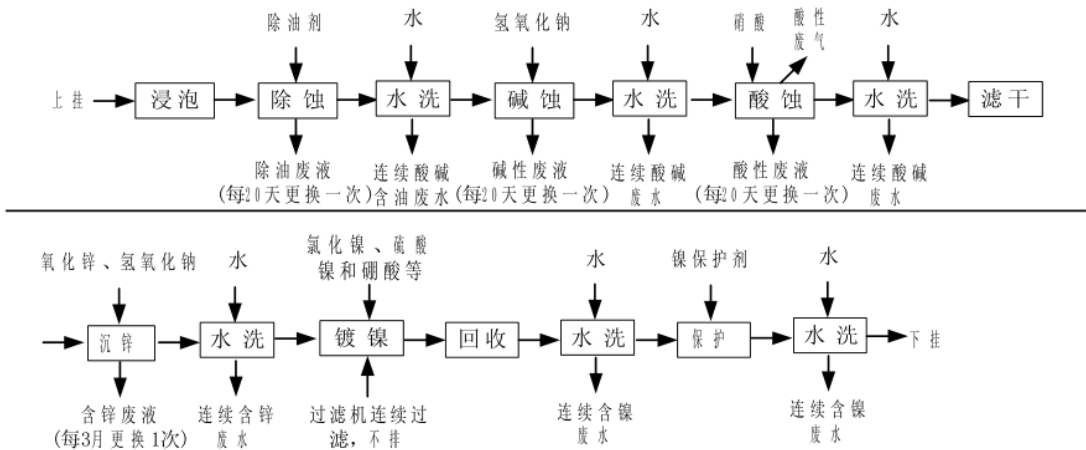 除油剂
水
氢氧化钠
水
硝酸
酸性
废气
水
上挂
浸泡
除蚀
水洗
碱蚀
水洗
酸蚀
水洗
滤干
除油废液
(每20天更换一次)
连续酸碱
含油废水
碱性废液
(每20天更换一次)
连续酸碱
废水
酸性废液
(每20天更换一次)
连续酸碱
废水
氧化锌、氢氧化钠
水
氯化镍、硫酸
镍和硼酸等
水
镍保护剂
水
沉锌
水洗
镀镍
回收
水洗
保护
水洗
下挂
含锌废液
(每3月更换1次)
连续含锌
废水
过滤机连续过
滤,不排
连续含镍
废水
连续含镍
废水